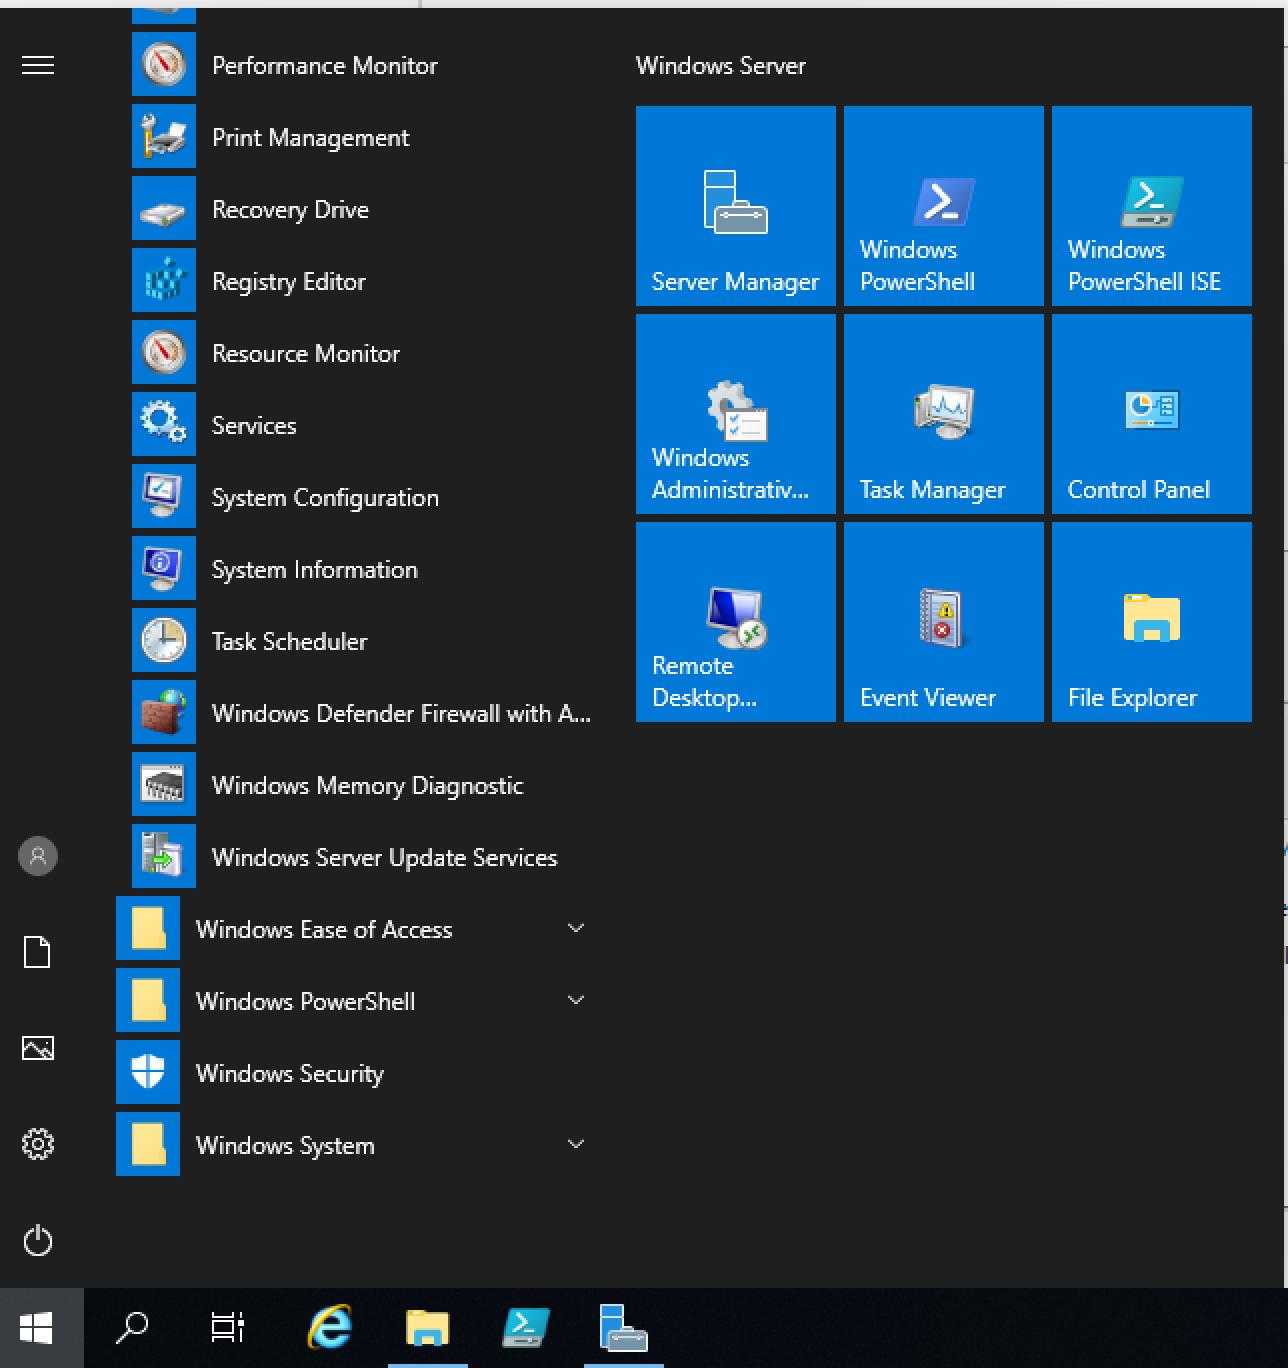 Performance Monitor
Print Management
Recovery Drive
Registry Editor
Resource Monitor
Services
System Configuration
System Information
Task Scheduler
Windows Defender Firewall with A...
Windows Memory Diagnostic
Windows Server Update Services
Windows Ease of Access
Windows PowerShell
Windows Security
Windows System
Windows Server
Server Manager
Windows
PowerShell
Windows
PowerShell ISE
Windows
Administrativ...
Task Manager
Control Panel
Remote
Desktop...
Event Viewer
File Explorer